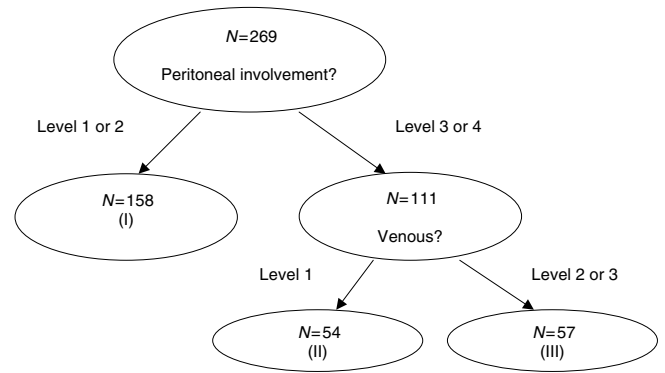 N=269
Peritoneal involvement?
Level 1 or 2
Level 3 or 4
N=158
(I)
N=111
Venous?
Level 1
Level 2 or 3
N=54
(II)
N=57
(III)